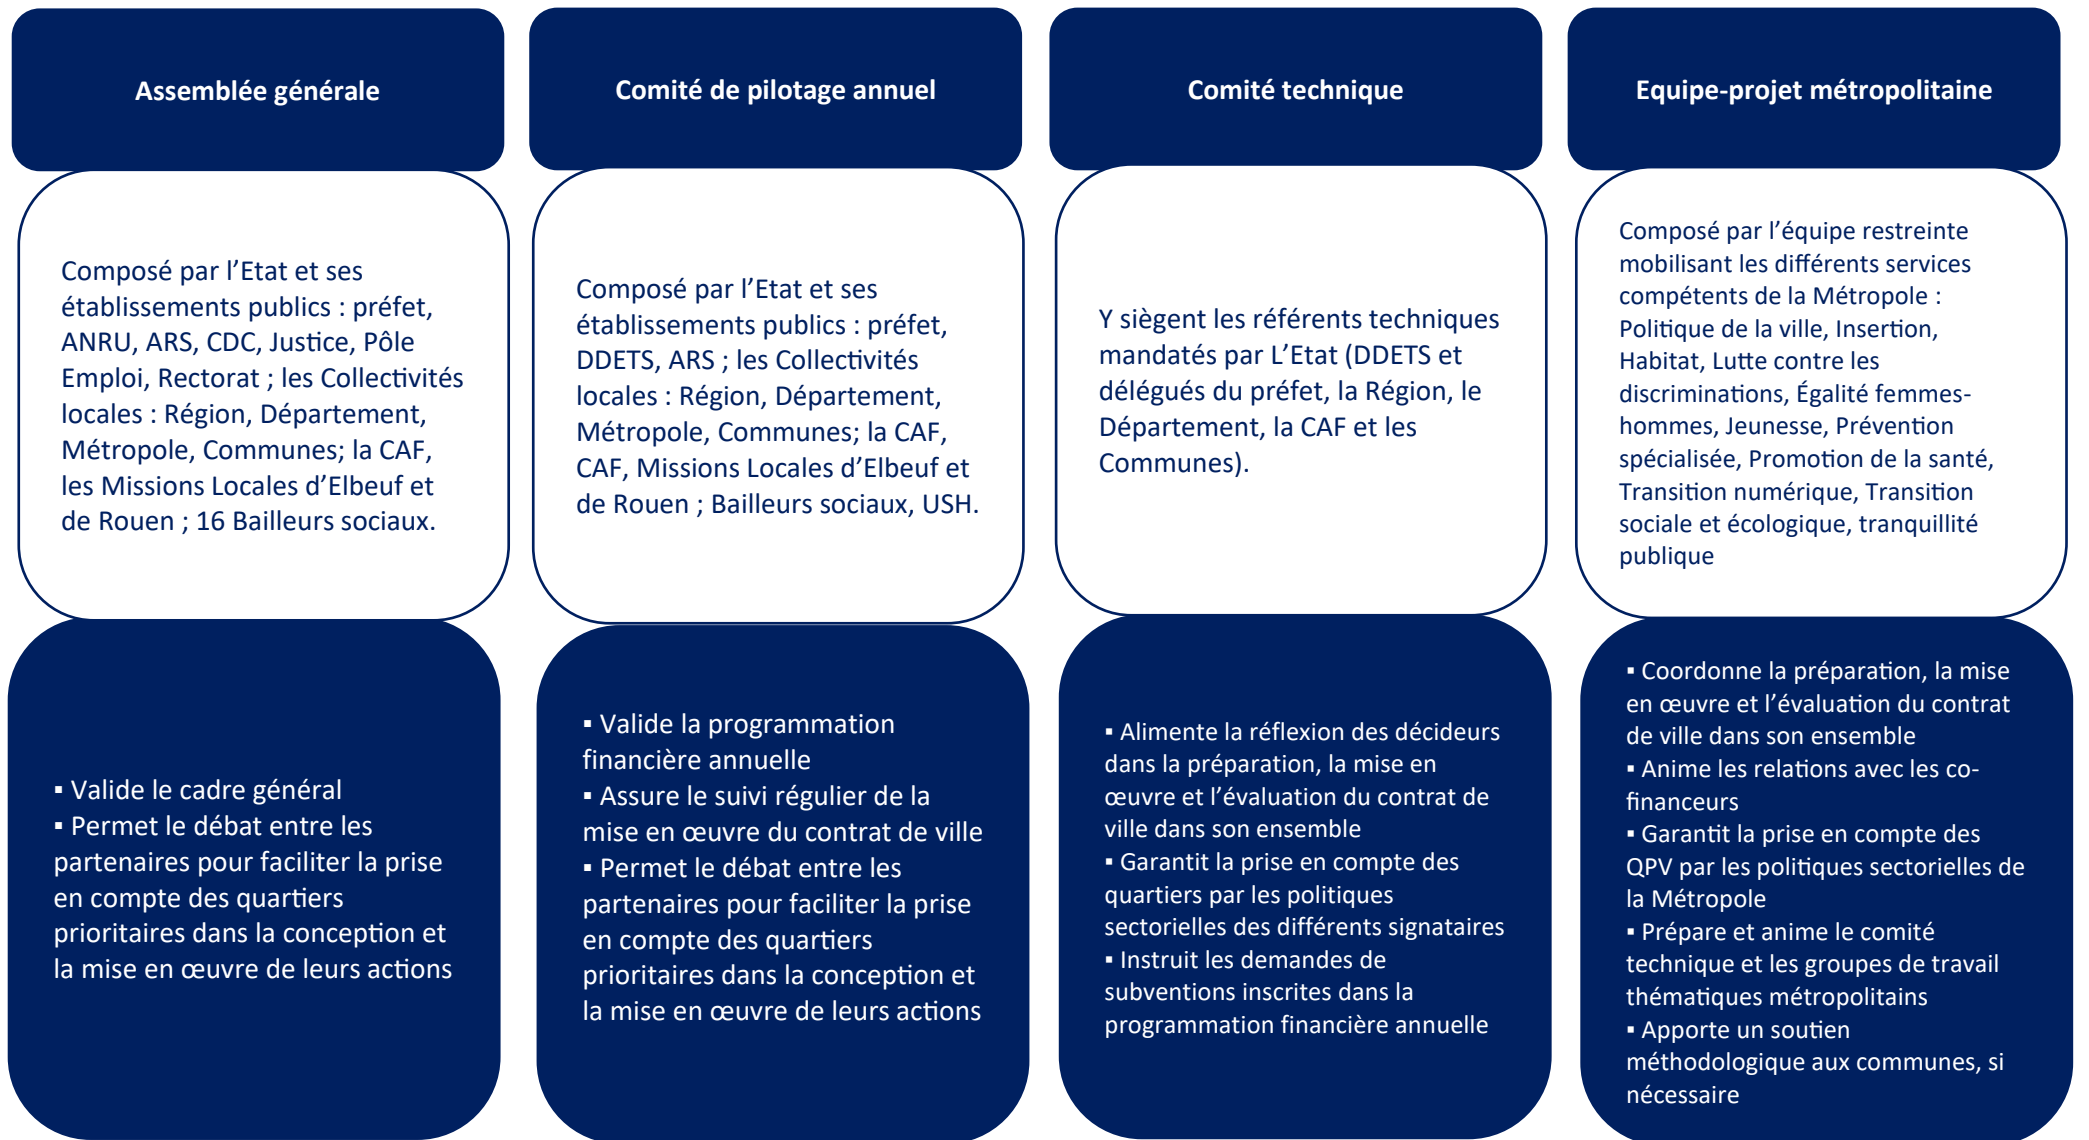 Assemblée générale
Composé par l’Etat et ses
établissements publics : préfet,
ANRU, ARS, CDC, Justice, Pôle
Emploi, Rectorat ; les Collectivités
locales : Région, Département,
Métropole, Communes; la CAF,
les Missions Locales d’Elbeuf et
de Rouen ; 16 Bailleurs sociaux.
▪ Valide le cadre général
▪ Permet le débat entre les
partenaires pour faciliter la prise
en compte des quartiers
prioritaires dans la conception et
la mise en œuvre de leurs actions
Comité de pilotage annuel
Composé par l’Etat et ses
établissements publics : préfet,
DDETS, ARS ; les Collectivités
locales : Région, Département,
Métropole, Communes; la CAF,
CAF, Missions Locales d’Elbeuf et
de Rouen ; Bailleurs sociaux, USH.
▪ Valide la programmation
financière annuelle
▪ Assure le suivi régulier de la
mise en œuvre du contrat de ville
▪ Permet le débat entre les
partenaires pour faciliter la prise
en compte des quartiers
prioritaires dans la conception et
la mise en œuvre de leurs actions
Comité technique
Y siègent les référents techniques
mandatés par L’Etat (DDETS et
délégués du préfet, la Région, le
Département, la CAF et les
Communes).
▪ Alimente la réflexion des décideurs
dans la préparation, la mise en
œuvre et l’évaluation du contrat de
ville dans son ensemble
▪ Garantit la prise en compte des
quartiers par les politiques
sectorielles des différents signataires
▪ Instruit les demandes de
subventions inscrites dans la
programmation financière annuelle
Equipe-projet métropolitaine
Composé par l’équipe restreinte
mobilisant les différents services
compétents de la Métropole :
Politique de la ville, Insertion,
Habitat, Lutte contre les
discriminations, Égalité femmes-
hommes, Jeunesse, Prévention
spécialisée, Promotion de la santé,
Transition numérique, Transition
sociale et écologique, tranquillité
publique
▪ Coordonne la préparation, la mise
en œuvre et l’évaluation du contrat
de ville dans son ensemble
▪ Anime les relations avec les co-
financeurs
▪ Garantit la prise en compte des
QPV par les politiques sectorielles de
la Métropole
▪ Prépare et anime le comité
technique et les groupes de travail
thématiques métropolitains
▪ Apporte un soutien
méthodologique aux communes, si
nécessaire